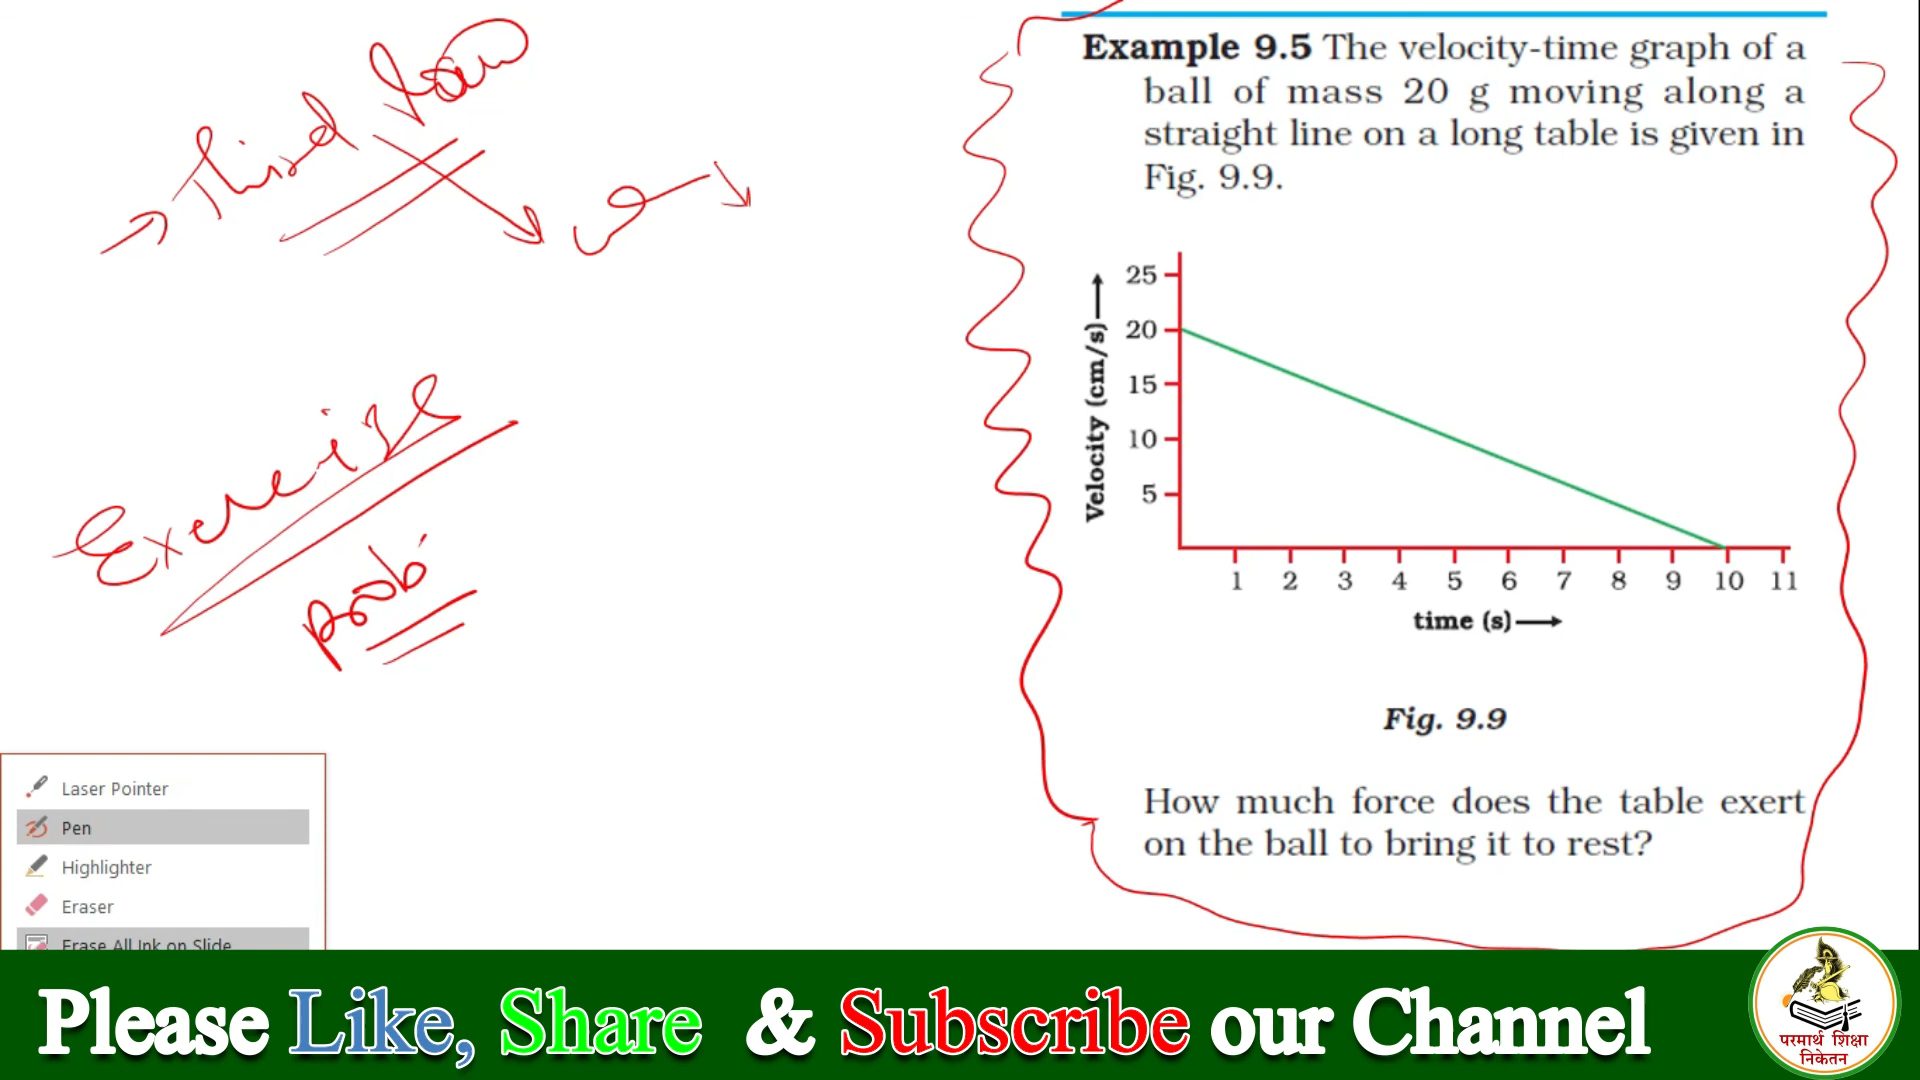 → Third law
Exercise
prob
Example 9.5 The velocity-time graph of a
ball of mass 20 g moving along a
straight line on a long table is given in
Fig. 9.9.
Velocity (cm/s)→
25
20
15
10
5
1 2 3 4 5 6 7 8 9 10 11
time (s)→
Fig. 9.9
How much force does the table exert
on the ball to bring it to rest?
Laser Pointer
Pen
Highlighter
Eraser
Erase All Ink on Slide
Please Like, Share & Subscribe our Channel
परमार्थ शिक्षा
निकेतन